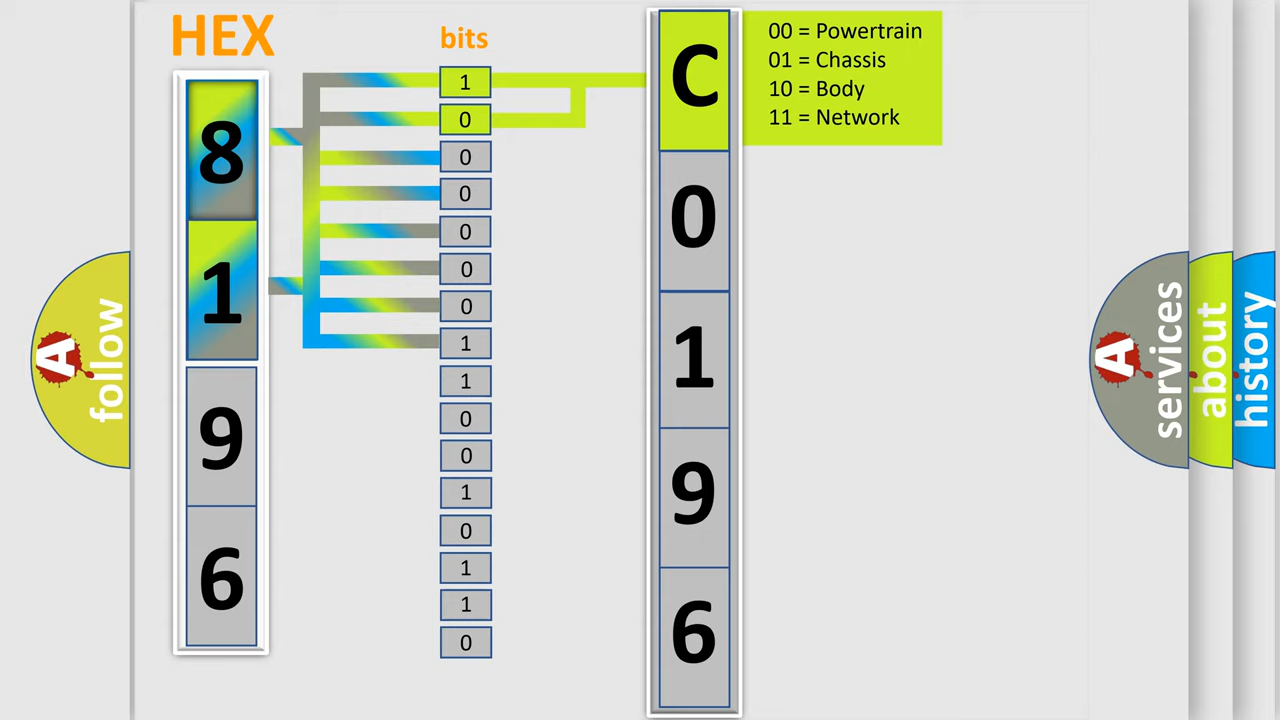 HEX
bits
8
1
9
6
1
0
0
0
0
0
0
1
1
0
0
1
0
1
1
0
C
0
1
9
6
00 = Powertrain
01 = Chassis
10 = Body
11 = Network
A
follow
A
services
about
history